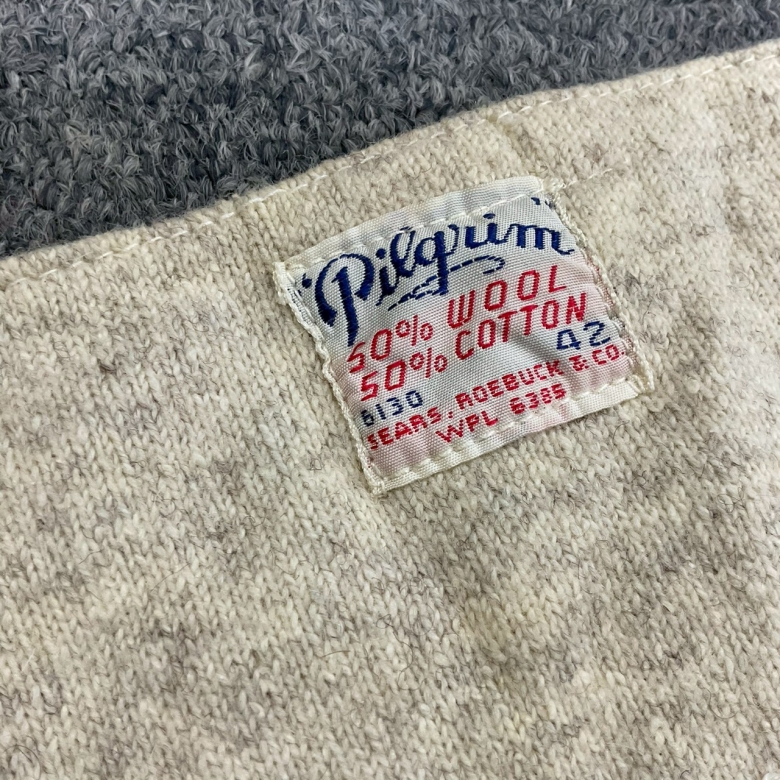 "Pilgrim"
50% WOOL
50% COTTON
6130 42
SEARS, ROEBUCK & CO.
WPL 6385